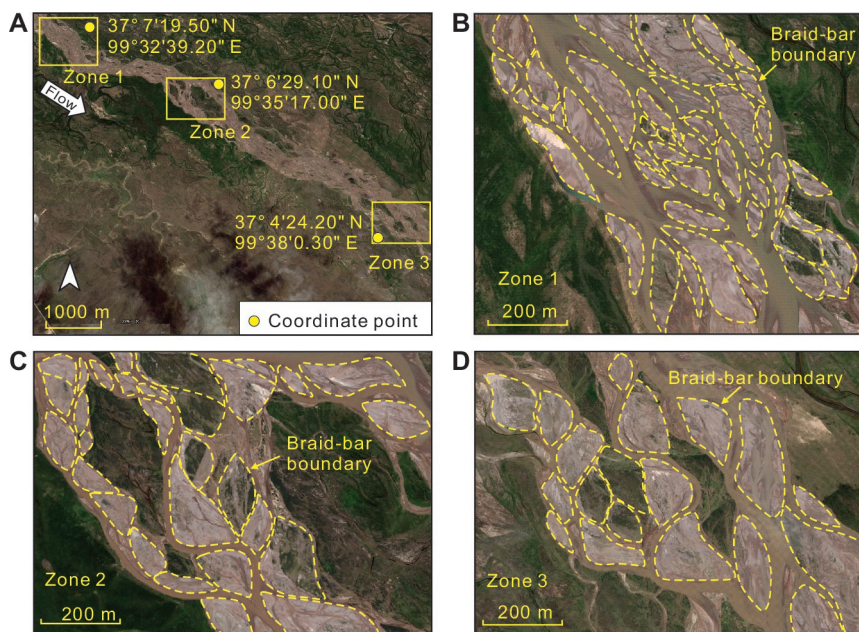 A
37° 7'19.50" N
99°32'39.20" E
Zone 1
Flow
37° 6'29.10" N
99°35'17.00" E
Zone 2
37° 4'24.20" N
99°38'0.30" E
Zone 3
1000 m
Coordinate point
B
Braid-bar
boundary
Zone 1
200 m
C
Braid-bar
boundary
Zone 2
200 m
D
Braid-bar boundary
Zone 3
200 m